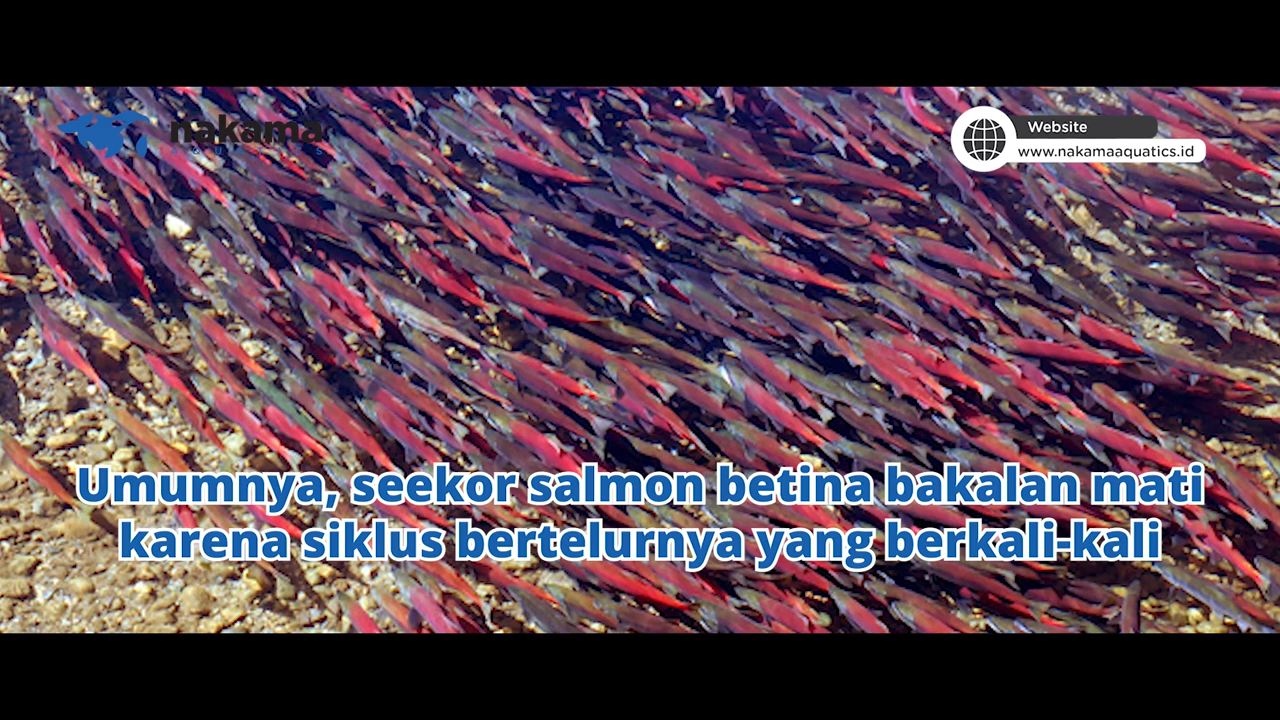 nakama
Website
www.nakamaaquatics.id
Umumnya, seekor salmon betina bakalan mati
karena siklus bertelurnya yang berkali-kali